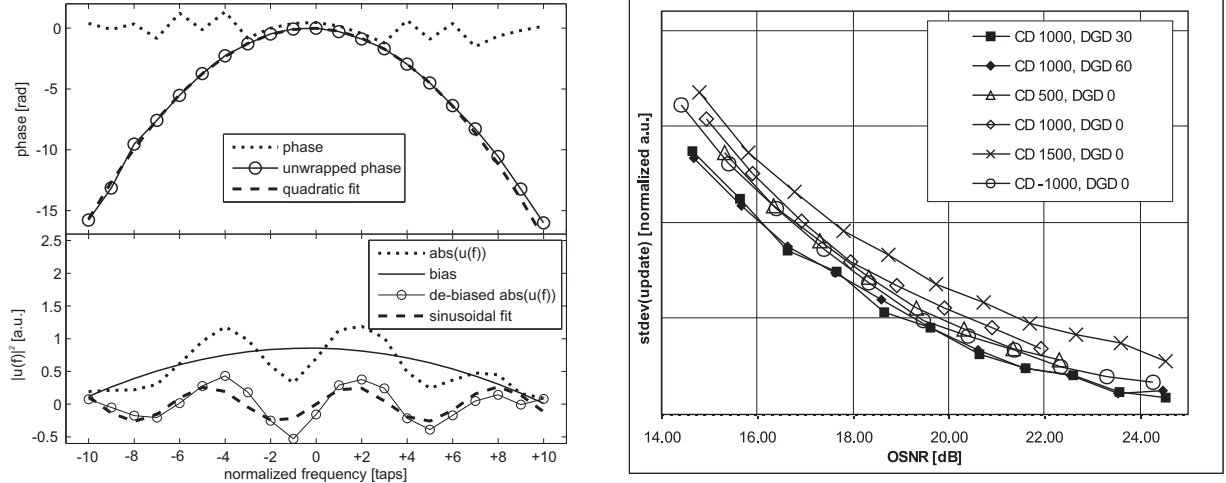 phase [rad]
0
-5
-10
-15
phase
unwrapped phase
quadratic fit
|u(f)|² [a.u.]
2.5
2
1.5
1
0.5
0
-0.5
abs(u(f))
bias
de-biased abs(u(f))
sinusoidal fit
-10 -8 -6 -4 -2 0 +2 +4 +6 +8 +10
normalized frequency [taps]
stdev(update) [normalized a.u.]
CD 1000, DGD 30
CD 1000, DGD 60
CD 500, DGD 0
CD 1000, DGD 0
CD 1500, DGD 0
CD -1000, DGD 0
14.00 16.00 18.00 20.00 22.00 24.00
OSNR [dB]